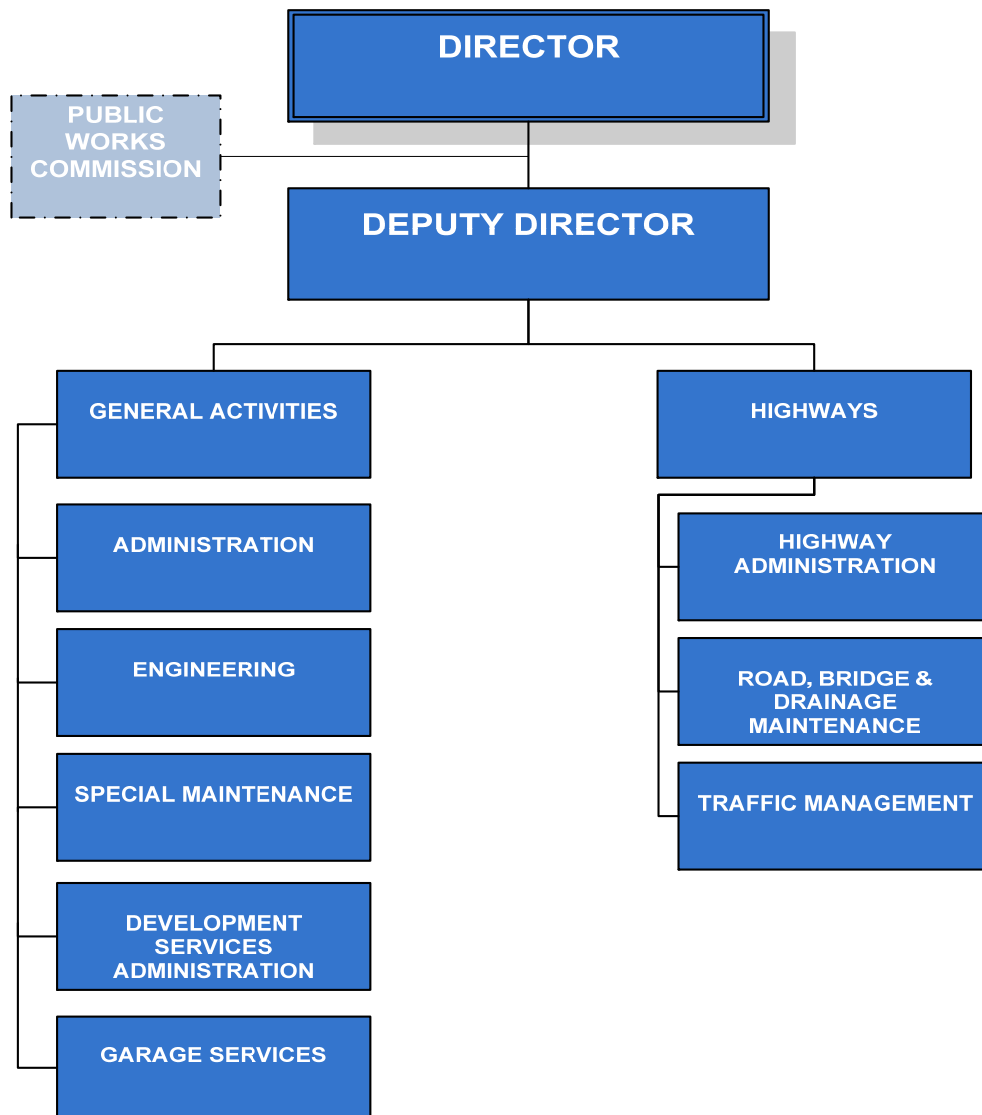 DIRECTOR
PUBLIC
WORKS
COMMISSION
DEPUTY DIRECTOR
GENERAL ACTIVITIES
ADMINISTRATION
ENGINEERING
SPECIAL MAINTENANCE
DEVELOPMENT
SERVICES
ADMINISTRATION
GARAGE SERVICES
HIGHWAYS
HIGHWAY
ADMINISTRATION
ROAD, BRIDGE &
DRAINAGE
MAINTENANCE
TRAFFIC MANAGEMENT